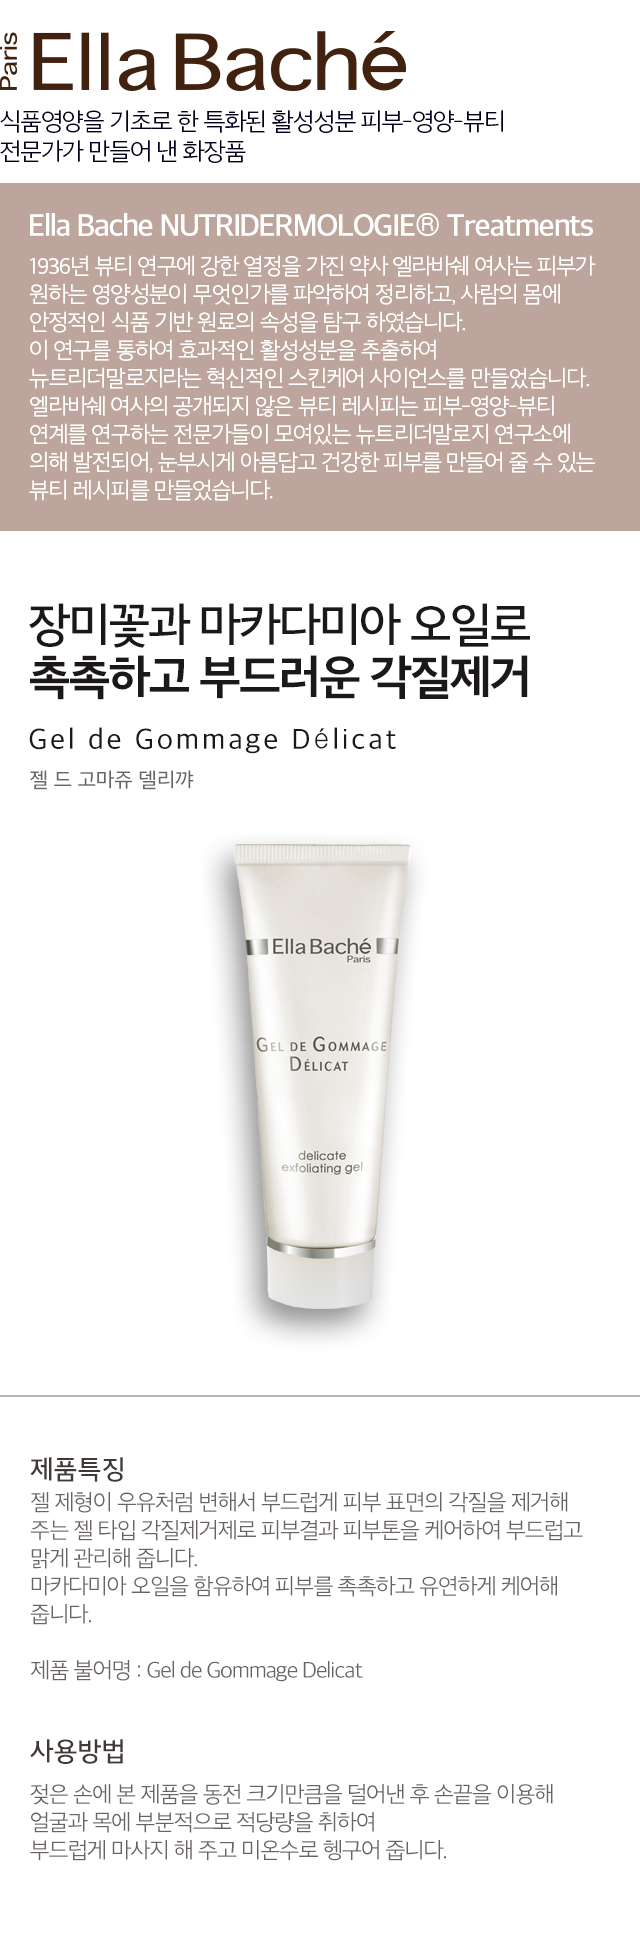 Paris
Ella Baché
식품영양을 기초로 한 특화된 활성성분 피부-영양-뷰티
전문가가 만들어 낸 화장품
Ella Bache NUTRIDERMOLOGIE® Treatments
1936년 뷰티 연구에 강한 열정을 가진 약사 엘라바쉐 여사는 피부가
원하는 영양성분이 무엇인가를 파악하여 정리하고, 사람의 몸에
안정적인 식품 기반 원료의 속성을 탐구 하였습니다.
이 연구를 통하여 효과적인 활성성분을 추출하여
뉴트리더말로지라는 혁신적인 스킨케어 사이언스를 만들었습니다.
엘라바쉐 여사의 공개되지 않은 뷰티 레시피는 피부-영양-뷰티
연계를 연구하는 전문가들이 모여있는 뉴트리더말로지 연구소에
의해 발전되어, 눈부시게 아름답고 건강한 피부를 만들어 줄 수 있는
뷰티 레시피를 만들었습니다.
장미꽃과 마카다미아 오일로
촉촉하고 부드러운 각질제거
Gel de Gommage Délicat
젤 드 고마쥬 델리꺄
Ella Baché
Paris
GEL DE GOMMAGE
DÉLICAT
delicate
exfoliating gel
제품특징
젤 제형이 우유처럼 변해서 부드럽게 피부 표면의 각질을 제거해
주는 젤 타입 각질제거제로 피부결과 피부톤을 케어하여 부드럽고
맑게 관리해 줍니다.
마카다미아 오일을 함유하여 피부를 촉촉하고 유연하게 케어해
줍니다.
제품 불어명 : Gel de Gommage Delicat
사용방법
젖은 손에 본 제품을 동전 크기만큼을 덜어낸 후 손끝을 이용해
얼굴과 목에 부분적으로 적당량을 취하여
부드럽게 마사지 해 주고 미온수로 헹구어 줍니다.